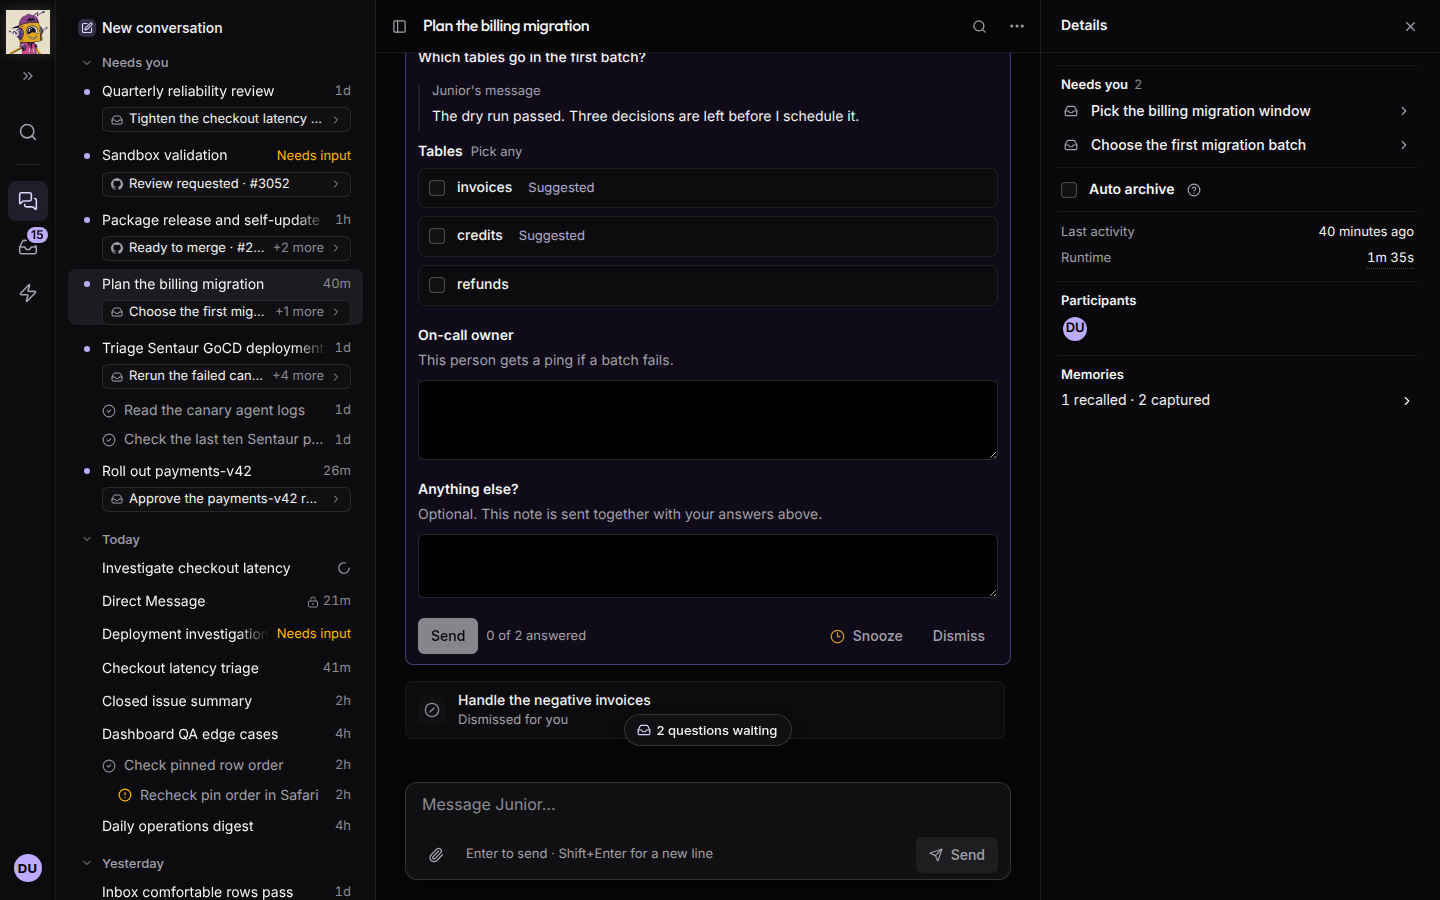 New conversation
Needs you
Quarterly reliability review 1d
Tighten the checkout latency ...
Sandbox validation Needs input
Review requested · #3052
Package release and self-update 1h
Ready to merge · #2... +2 more
Plan the billing migration 40m
Choose the first mig... +1 more
Triage Sentaur GoCD deployment 1d
Rerun the failed can... +4 more
Read the canary agent logs 1d
Check the last ten Sentaur p... 1d
Roll out payments-v42 26m
Approve the payments-v42 r...
Today
Investigate checkout latency
Direct Message 21m
Deployment investigation Needs input
Checkout latency triage 41m
Closed issue summary 2h
Dashboard QA edge cases 4h
Check pinned row order 2h
Recheck pin order in Safari 2h
Daily operations digest 4h
Yesterday
Inbox comfortable rows pass 1d
15
DU
Plan the billing migration
Which tables go in the first batch?
Junior's message
The dry run passed. Three decisions are left before I schedule it.
Tables Pick any
invoices Suggested
credits Suggested
refunds
On-call owner
This person gets a ping if a batch fails.
Anything else?
Optional. This note is sent together with your answers above.
Send 0 of 2 answered Snooze Dismiss
Handle the negative invoices
Dismissed for you
2 questions waiting
Message Junior...
Enter to send · Shift+Enter for a new line Send
Details
Needs you 2
Pick the billing migration window
Choose the first migration batch
Auto archive
Last activity 40 minutes ago
Runtime 1m 35s
Participants
DU
Memories
1 recalled · 2 captured